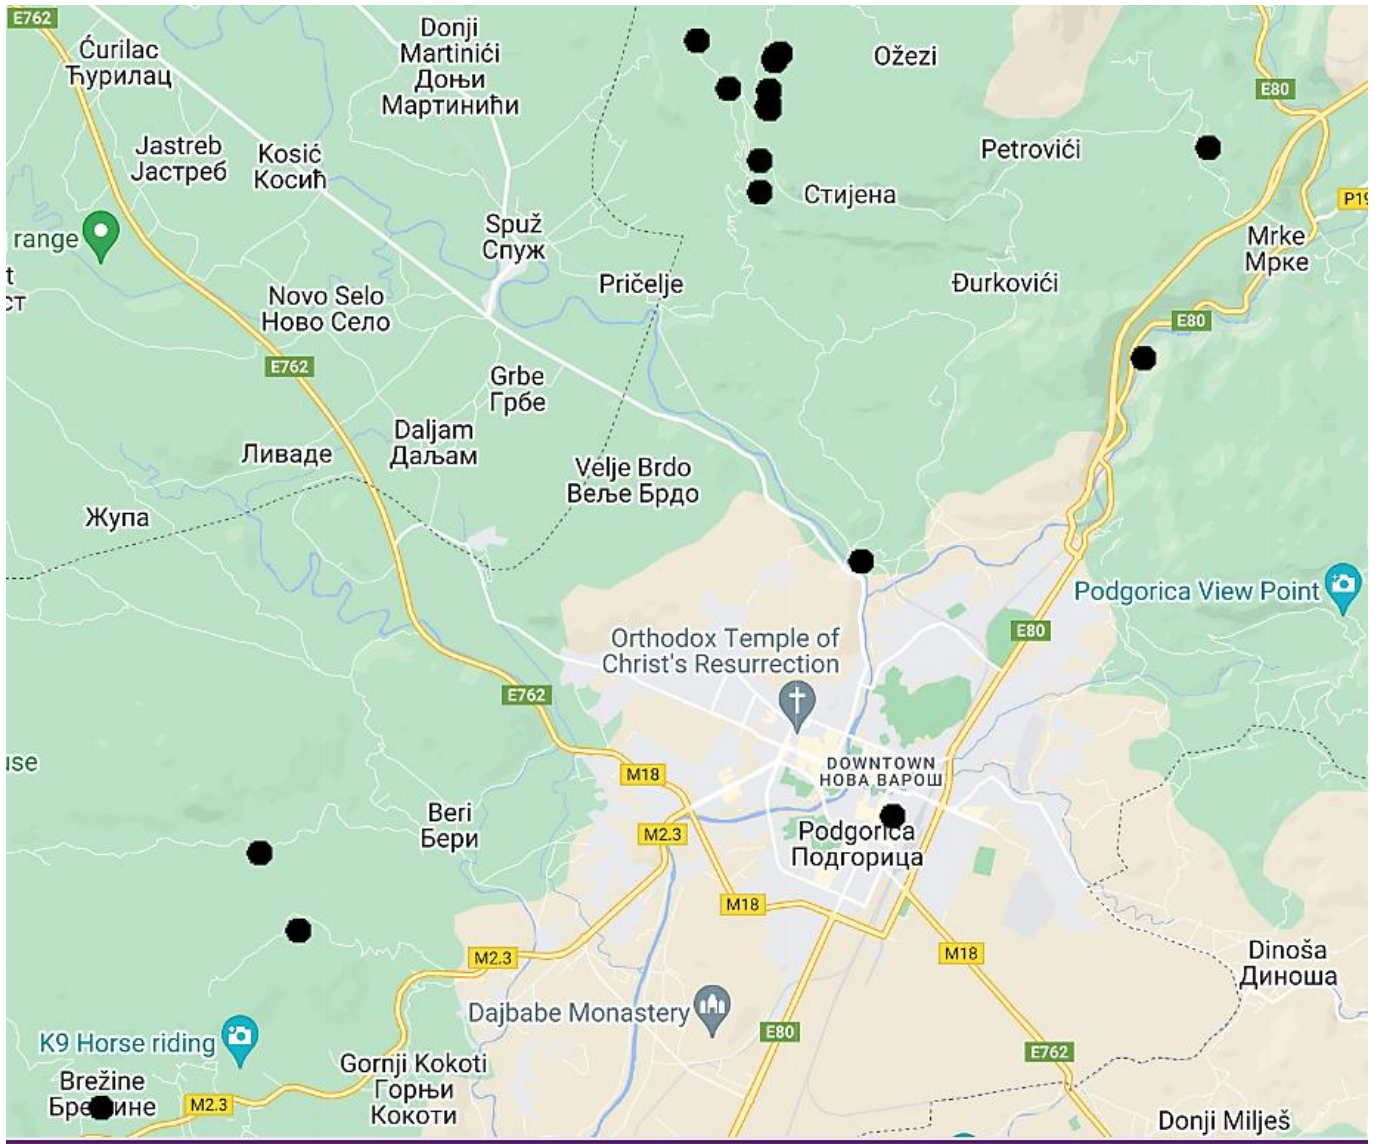 E762
Ćurilac
Ћурилац
Donji
Martinići
Доњи
Мартинићи
Ožezi
E80
Jastreb
Јастреб
Kosić
Косић
Petrovići
Стијена
P19
range
Spuž
Спуж
Mrke
Мрке
t
ст
Novo Selo
Ново Село
Pričelje
Đurkovići
E80
E762
Grbe
Грбе
Daljam
Даљам
Ливаде
Velje Brdo
Веље Брдо
Жупа
Podgorica View Point
Orthodox Temple of
Christ's Resurrection
E80
E762
use
M18
DOWNTOWN
НОВА ВАРОШ
Beri
Бери
M2.3
Podgorica
Подгорица
M18
M2.3
M18
Dinoša
Диноша
Dajbabe Monastery
K9 Horse riding
E80
E762
Gornji Kokoti
Горњи
Кокоти
Brežine
M2.3
Donji Milješ